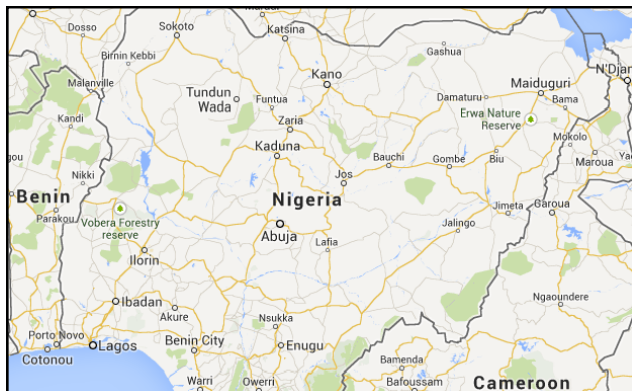 Dosso
Sokoto
Katsina
Gashua
Birnin Kebbi
Kano
N'Djar
Maiduguri
Malanville
Tundun
Wada
Funtua
Damaturu
Bama
Kandi
Zaria
Erwa Nature
Reserve
Mokolo
Kaduna
Bauchi
Gombe
Biu
Maroua
Nikki
Jos
Benin
Nigeria
Parakou
Vobera Forestry
reserve
Abuja
Jimeta
Garoua
Jalingo
Lafia
Ilorin
Ibadan
Akure
Ngaoundere
Nsukka
Porto Novo
Lagos
Benin City
Enugu
Cotonou
Bamenda
Warri
Owerri
Bafoussam
Cameroon